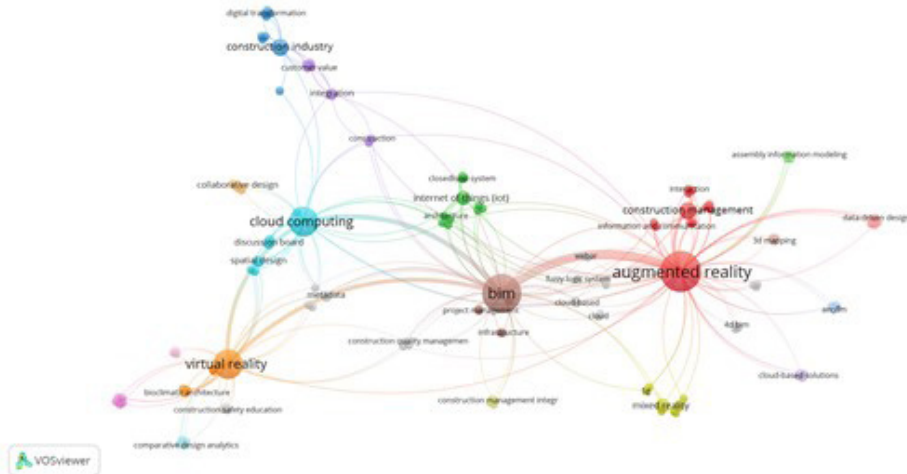 digital transformation
construction industry
customer value
integration
construction
assembly information modeling
closedloop system
collaborative design
internet of things (iot)
interaction
architecture
construction management
cloud computing
information and communication
data-driven design
discussion board
3d mapping
spatial design
augmented reality
fuzzy logic system
metadata
bim
cloud-based
project management
cloud
infrastructure
4d bim
construction quality managemen
virtual reality
cloud-based solutions
bioclimatic architecture
construction management integr
mixed reality
construction safety education
comparative design analytics
VOSviewer